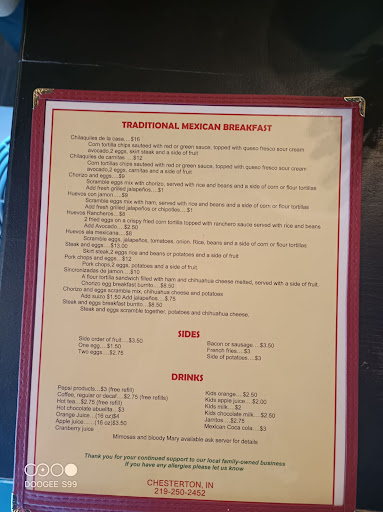 TRADITIONAL MEXICAN BREAKFAST
Chilaquiles de la casa....$16
Corn tortilla chips sauteed with red or green sauce, topped with queso fresco sour cream
avocado,2 eggs, skirt steak and a side of fruit
Chilaquiles de carnitas ....$12
Corn tortillas chips sauteed with green sauce, topped with queso fresco sour cream
avocado,2 eggs, carnitas and a side of fruit
Chorizo and eggs....$9
Scramble eggs mix with chorizo, served with rice and beans and a side of corn or flour tortillas
Add fresh grilled jalapeños....$1
Huevos con jamon....$9
Scramble eggs mix with ham, served with rice and beans and a side of corn or flour tortillas
Add fresh grilled jalapeños or chipotles....$1
Huevos Rancheros....$8
2 fried eggs on a crispy fried corn tortilla topped with ranchero sauce served with rice and beans
Add Avocado....$2.50
Huevos ala mexicana....$8
Scramble eggs, jalapeños, tomatoes, onion, Rice, beans and a side of corn or flour tortillas
Steak and eggs....$13.00
Skirt steak,2 eggs rice and beans or potatoes and a side of fruit
Pork chops and eggs....$12
Pork chops,2 eggs, potatoes and a side of fruit
Sincronizadas de jamon....$10
A flour tortilla sandwich filled with ham and chihuahua cheese melted, served with a side of fruit.
Chorizo egg breakfast burrito....$8.50
Chorizo and eggs scramble mix, chihuahua cheese and potatoes
Add suizo $1.50 Add jalapeños....$.75
Steak and eggs breakfast burrito....$8.50
Steak and eggs scramble together, potatoes and chihuahua cheese.
SIDES
Side order of fruit....$3.50
One egg....$1.50
Two eggs....$2.75
Bacon or sausage....$3.50
French fries....$3
Side of potatoes....$3
DRINKS
Pepsi products...$3 (free refill)
Coffee, regular or decaf....$2.75 (free refills)
Hot tea...$2.75 (free refill)
Hot chocolate abuelita....$3
Orange Juice....(16 oz)$4
Apple juice......(16 oz)$3.50
Cranberry juice
Kids orange....$2.50
Kids apple juice....$2.00
Kids milk....$2
Kids chocolate milk....$2.50
Jarritos....$2.75
Mexican Coca cola....$3
Mimosas and bloody Mary available ask server for details
Thank you for your continued support to our local family-owned business
If you have any allergies please let us know
CHESTERTON, IN
219-250-2452
DOOGEE S99